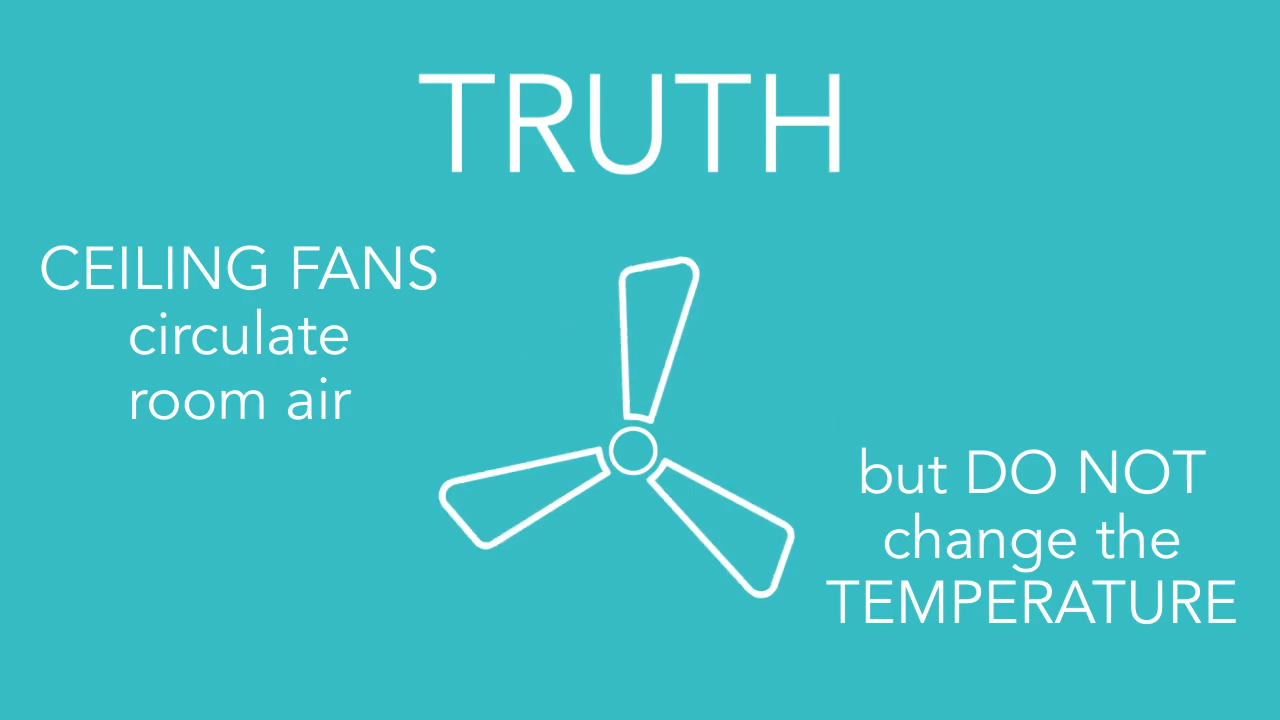 TRUTH
CEILING FANS
circulate
room air
but DO NOT
change the
TEMPERATURE